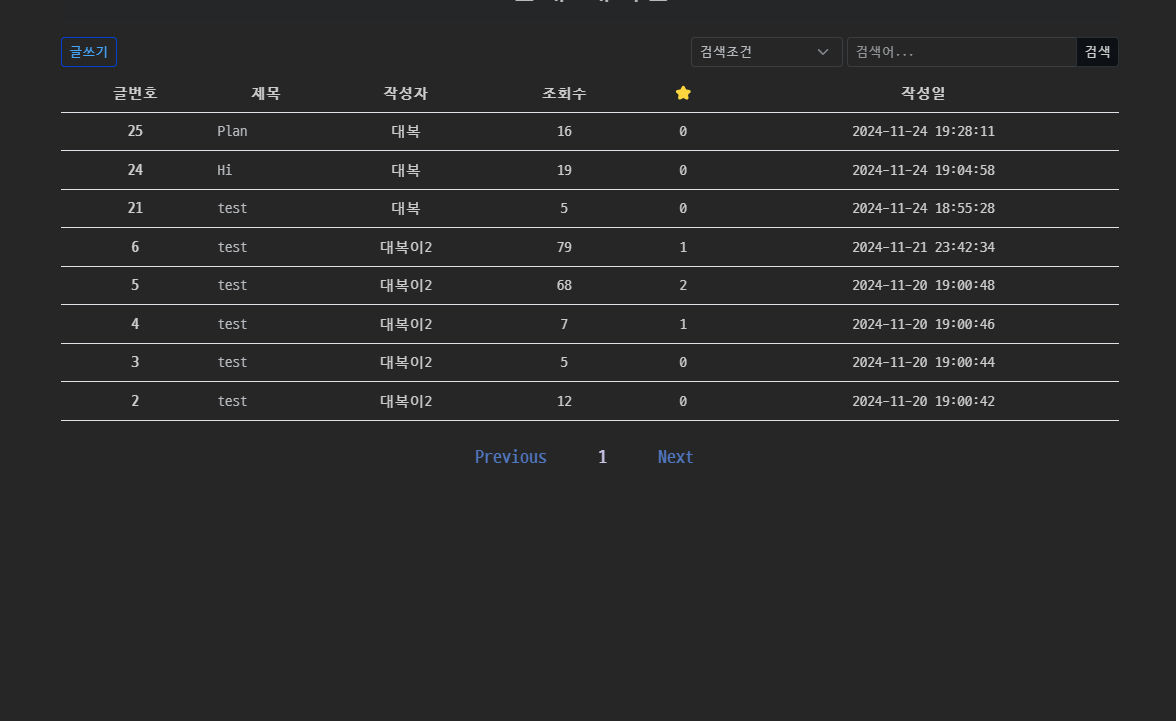 글쓰기 검색조건 검색어... 검색
글번호 제목 작성자 조회수 작성일
25 Plan 대복 16 0 2024-11-24 19:28:11
24 Hi 대복 19 0 2024-11-24 19:04:58
21 test 대복 5 0 2024-11-24 18:55:28
6 test 대복이2 79 1 2024-11-21 23:42:34
5 test 대복이2 68 2 2024-11-20 19:00:48
4 test 대복이2 7 1 2024-11-20 19:00:46
3 test 대복이2 5 0 2024-11-20 19:00:44
2 test 대복이2 12 0 2024-11-20 19:00:42
Previous 1 Next